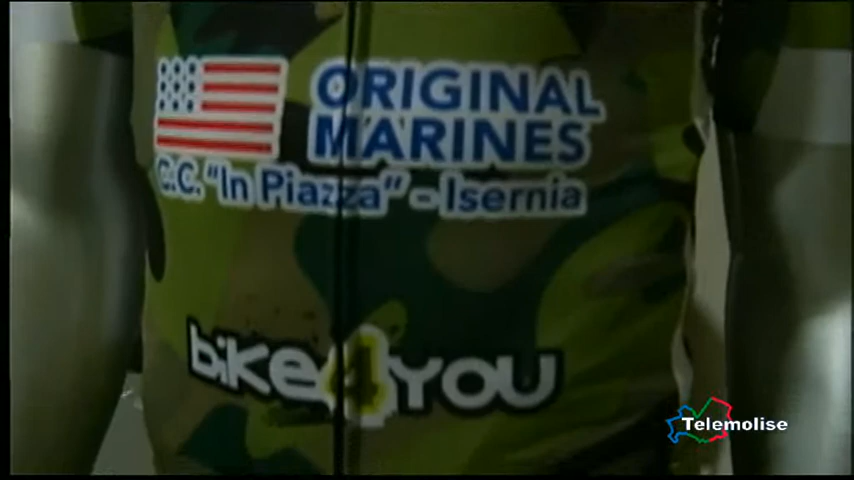 ORIGINAL
MARINES
C.C. "In Piazza" - Isernia
bike4YOU
Telemolise